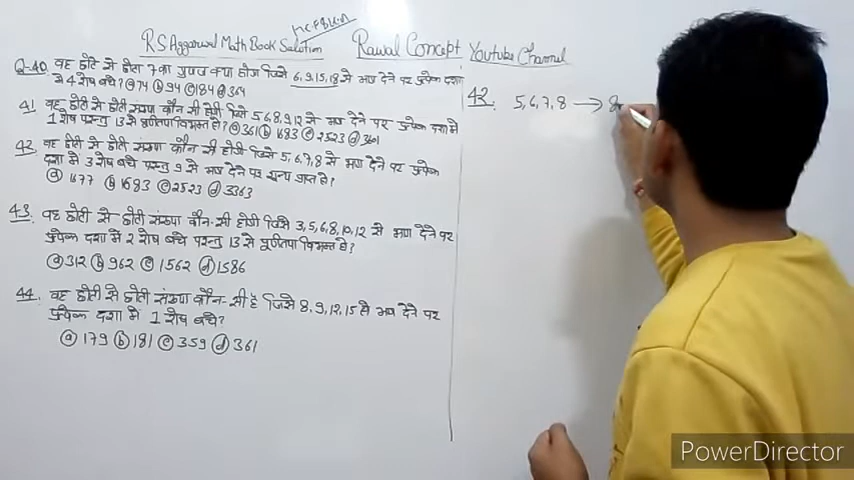 H.C.F & L.C.M
RS Aggarwal Math Book Solution Rawal Concept Youtube Channel
Q.40. वह छोटे से छोटा 7 का गुणज क्या होगा जिसे 6, 9, 15, 18 से भाग देने पर प्रत्येक दशा
मे 4 शेष बचे? ⓐ 74 ⓑ 94 ⓒ 184 ⓓ 364
41 वह छोटी से छोटी संख्या कौन सी होगी जिसे 5, 6, 8, 9, 12 से भाग देने पर प्रत्येक दशा मे
1 शेष परन्तु 13 से पूर्णतया विभक्त हो? ⓐ 361 ⓑ 1683 ⓒ 2523 ⓓ 3601
42. वह छोटी से छोटी संख्या कौन सी होगी जिसे 5, 6, 7, 8 से भाग देने पर प्रत्येक
दशा मे 3 शेष बचे परन्तु 9 से भाग देने पर शून्य प्राप्त हो?
ⓐ 1677 ⓑ 1683 ⓒ 2523 ⓓ 3363
43. वह छोटी से छोटी संख्या कौन-सी होगी जिसे 3, 5, 6, 8, 10, 12 से भाग देने पर
प्रत्येक दशा मे 2 शेष बचे परन्तु 13 से पूर्णतया विभक्त हो?
ⓐ 312 ⓑ 962 ⓒ 1562 ⓓ 1586
44. वह छोटी से छोटी संख्या कौन-सी है जिसे 8, 9, 12, 15 से भाग देने पर
प्रत्येक दशा मे 1 शेष बचे?
ⓐ 179 ⓑ 181 ⓒ 359 ⓓ 361
42. 5, 6, 7, 8 → 8
PowerDirector